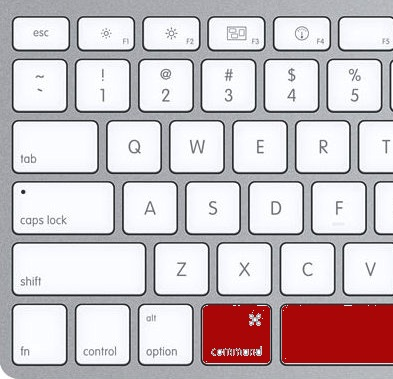 esc F1 F2 F3 F4 F5
~ ! @ # $ %
` 1 2 3 4 5
tab Q W E R T
caps lock A S D F
shift Z X C V
alt ⌘
fn control option command